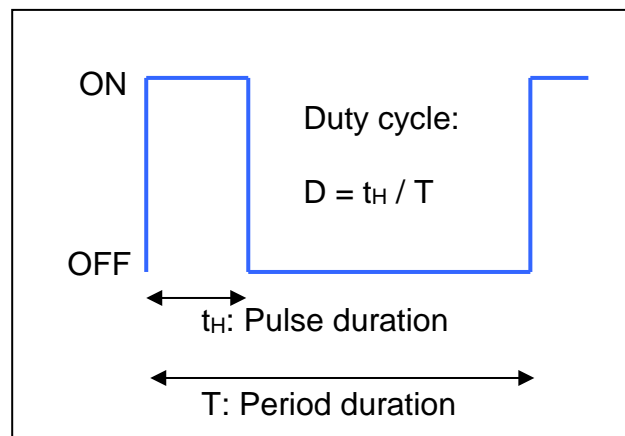 ON
Duty cycle:
D = tH / T
OFF
tH: Pulse duration
T: Period duration